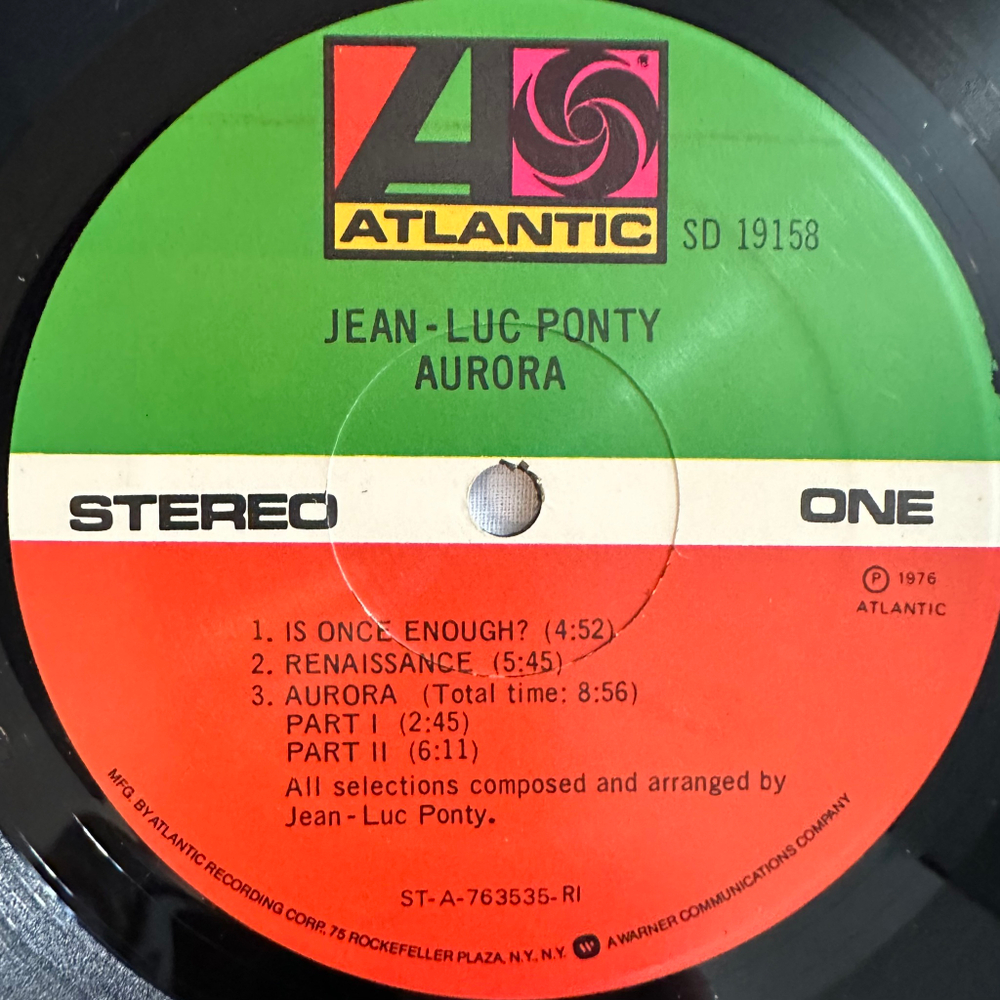 ATLANTIC
SD 19158
JEAN-LUC PONTY
AURORA
STEREO
ONE
Ⓟ 1976
ATLANTIC
1. IS ONCE ENOUGH? (4:52)
2. RENAISSANCE (5:45)
3. AURORA (Total time: 8:56)
PART I (2:45)
PART II (6:11)
All selections composed and arranged by
Jean-Luc Ponty.
ST-A-763535-RI
MFG. BY ATLANTIC RECORDING CORP., 75 ROCKEFELLER PLAZA, N.Y., N.Y. A WARNER COMMUNICATIONS COMPANY